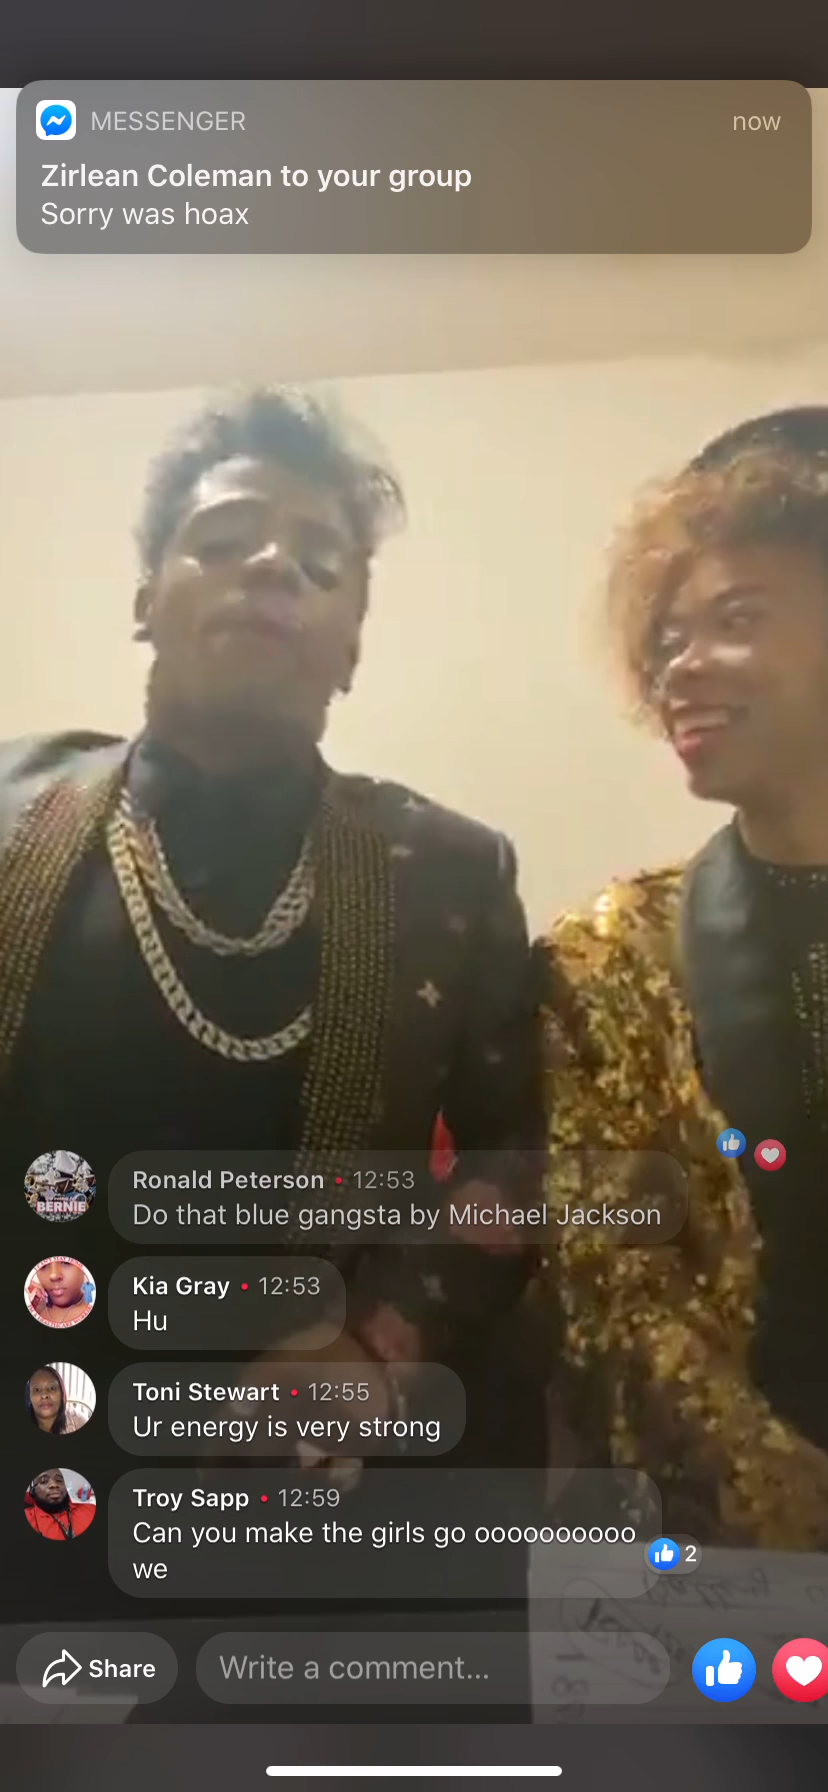 MESSENGER now
Zirlean Coleman to your group
Sorry was hoax
Ronald Peterson • 12:53
Do that blue gangsta by Michael Jackson
BERNIE
Kia Gray • 12:53
Hu
Toni Stewart • 12:55
Ur energy is very strong
Troy Sapp • 12:59
Can you make the girls go oooooooooo
we
2
Share
Write a comment...